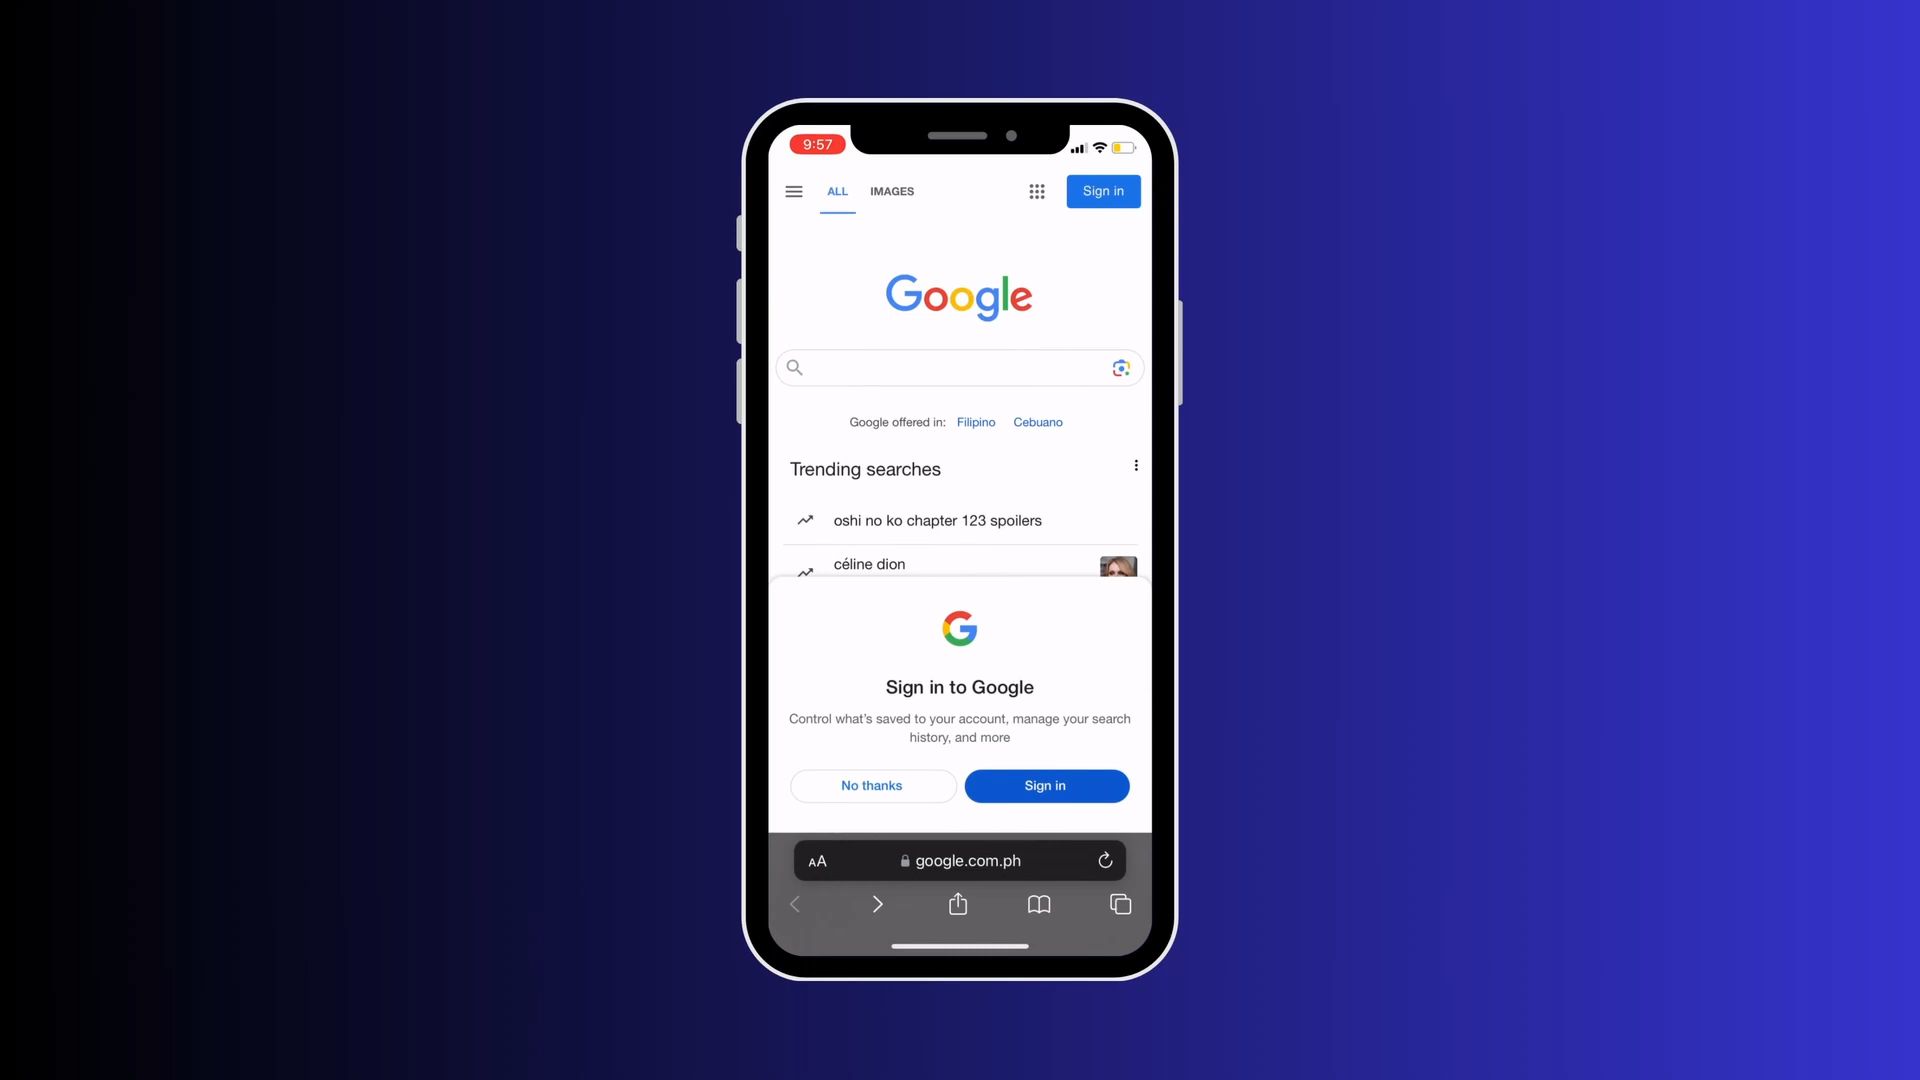 9:57
ALL IMAGES Sign in
Google
Google offered in: Filipino Cebuano
Trending searches
oshi no ko chapter 123 spoilers
céline dion
G
Sign in to Google
Control what's saved to your account, manage your search
history, and more
No thanks Sign in
AA google.com.ph